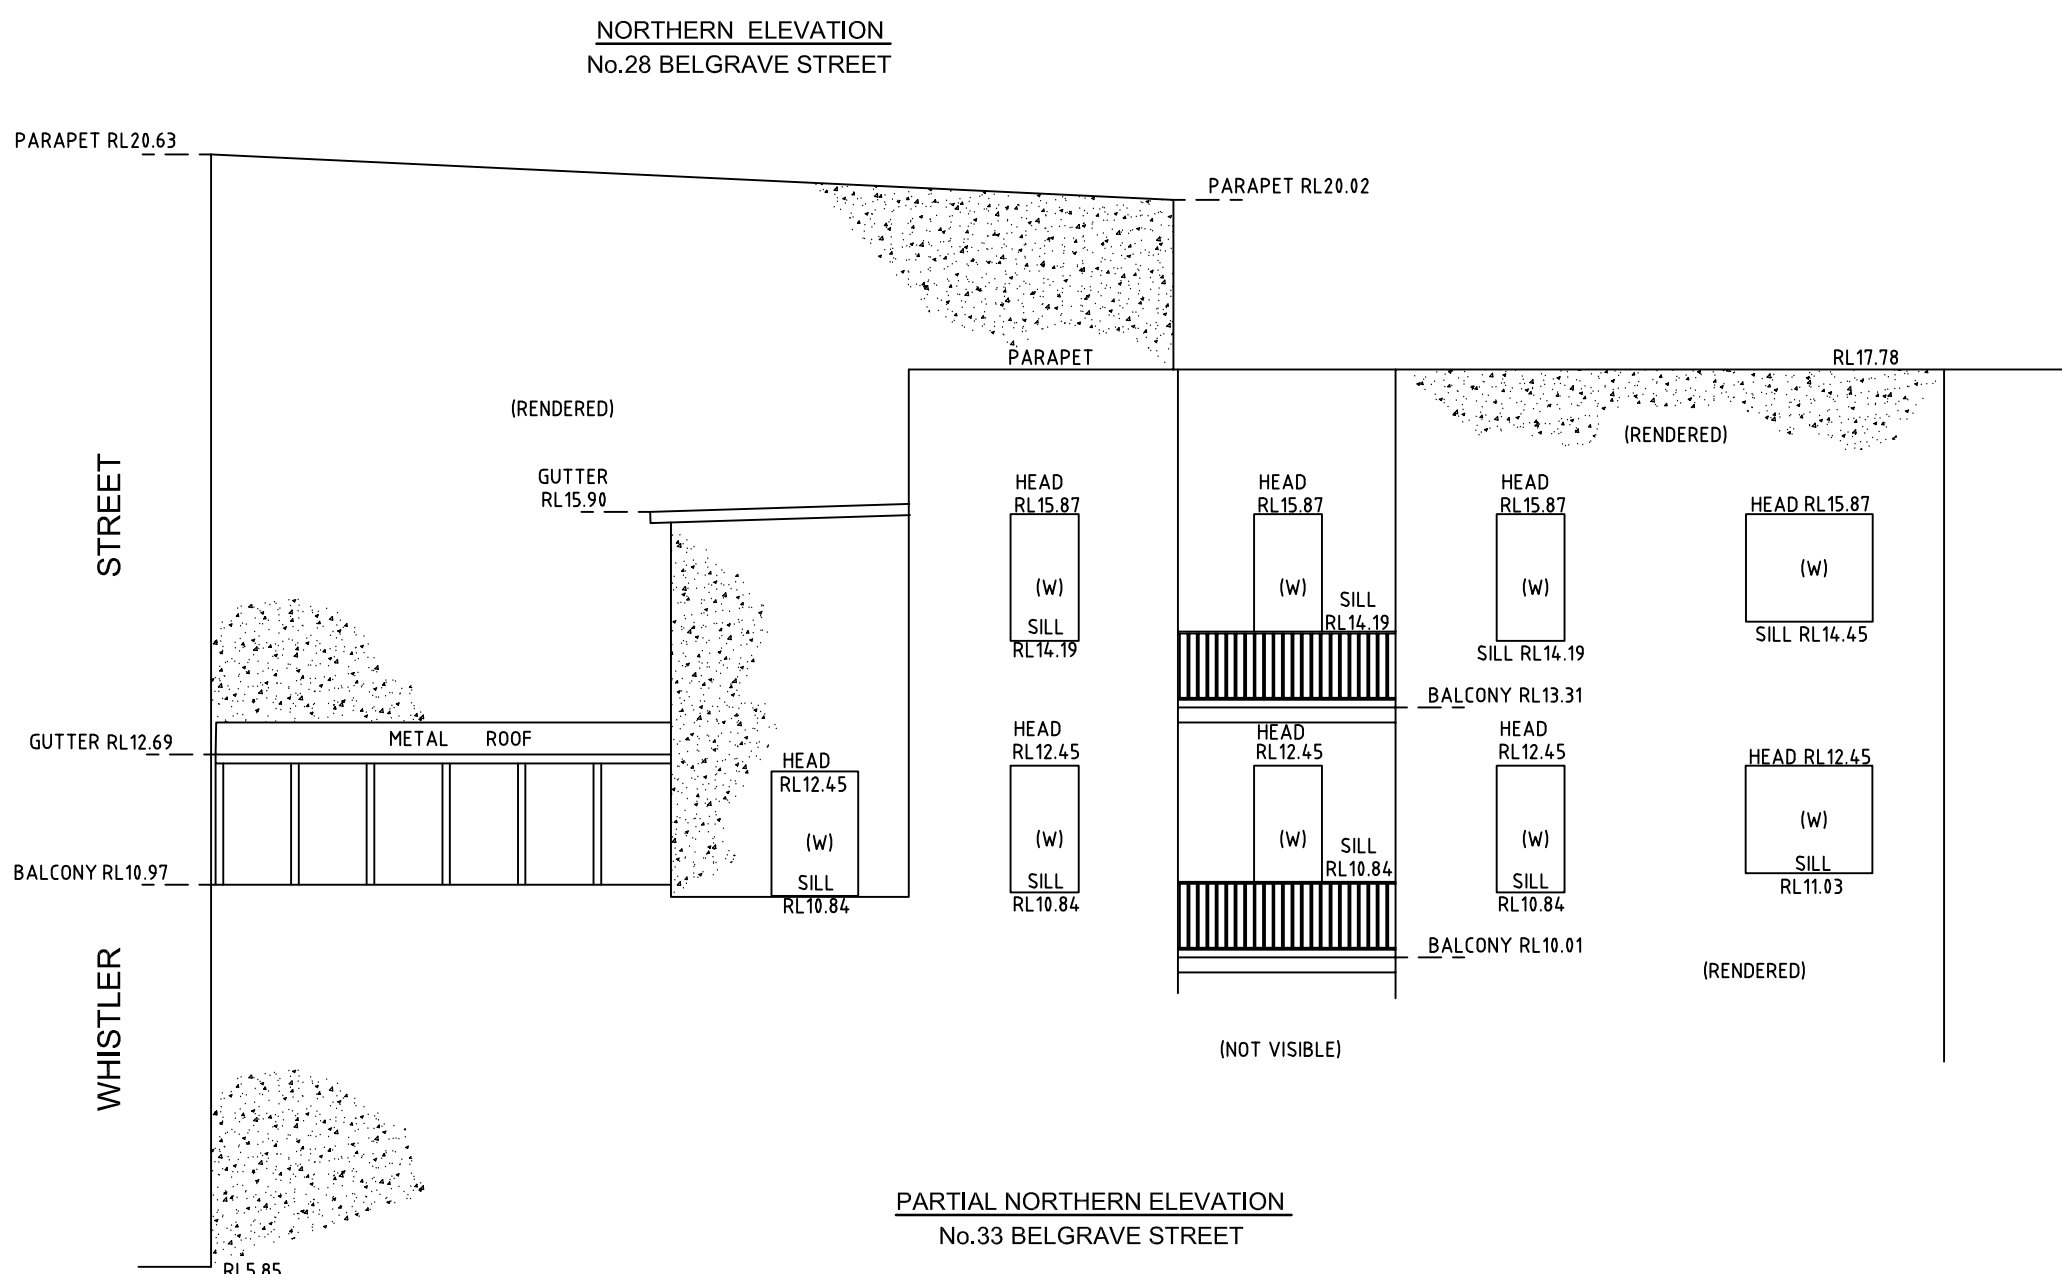 NORTHERN ELEVATION
No.28 BELGRAVE STREET
PARAPET RL20.63
PARAPET RL20.02
PARAPET
RL17.78
(RENDERED)
(RENDERED)
STREET
GUTTER
RL15.90
HEAD
RL15.87
HEAD
RL15.87
HEAD
RL15.87
HEAD RL15.87
(W)
(W)
(W)
(W)
SILL
RL14.19
SILL
RL14.19
SILL RL14.19
SILL RL14.45
BALCONY RL13.31
GUTTER RL12.69
METAL ROOF
HEAD
RL12.45
HEAD
RL12.45
HEAD
RL12.45
HEAD
RL12.45
HEAD RL12.45
(W)
(W)
(W)
(W)
(W)
BALCONY RL10.97
SILL
RL10.84
SILL
RL10.84
SILL
RL10.84
SILL
RL10.84
SILL
RL11.03
BALCONY RL10.01
(RENDERED)
WHISTLER
(NOT VISIBLE)
PARTIAL NORTHERN ELEVATION
No.33 BELGRAVE STREET
RL5.85